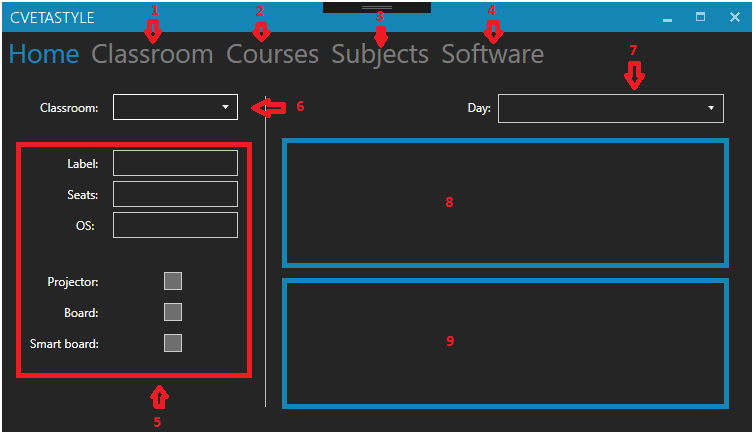 CVETASTYLE
1 2 3 4
Home Classroom Courses Subjects Software
7
Classroom: 6 Day:
Label:
Seats: 8
OS:
Projector:
Board:
Smart board: 9
5